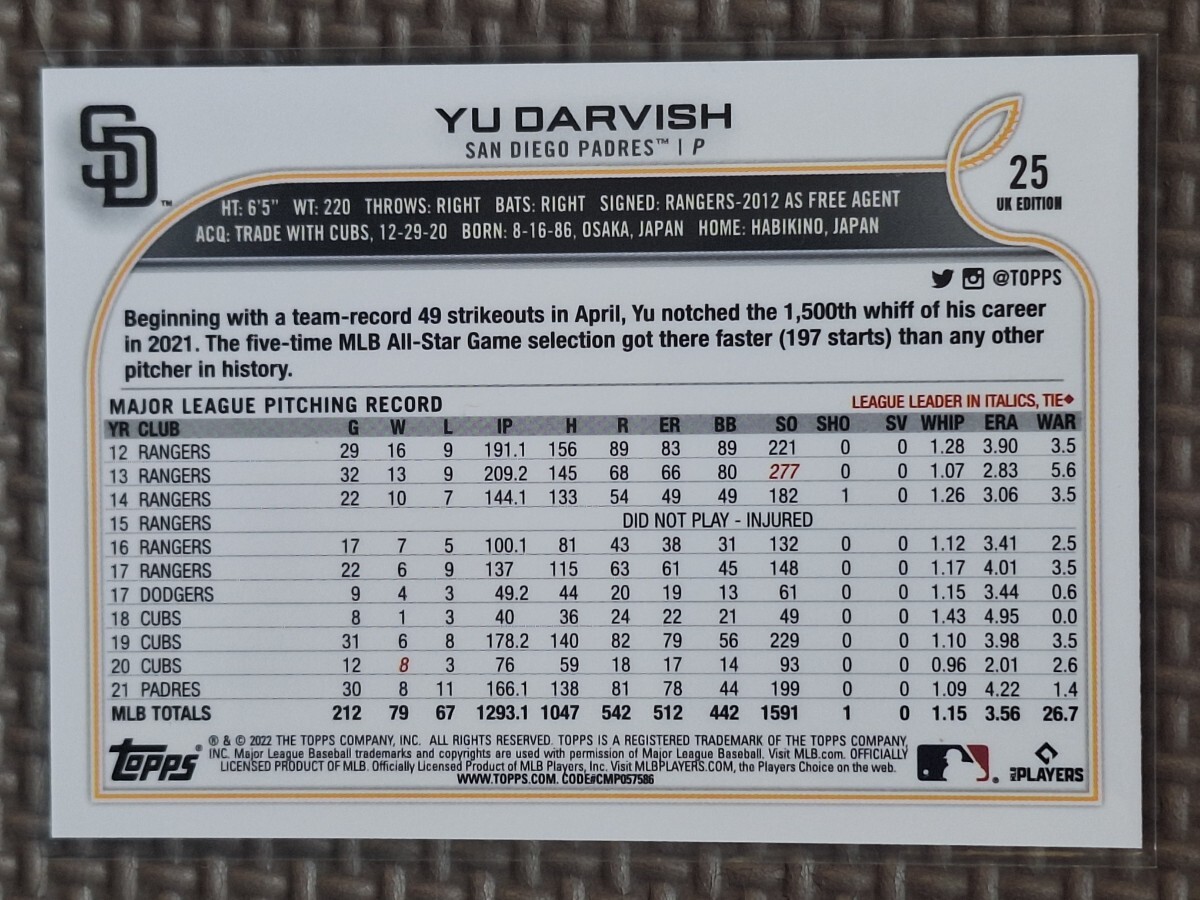 SD™
YU DARVISH
SAN DIEGO PADRES™ | P
25
UK EDITION
HT: 6'5" WT: 220 THROWS: RIGHT BATS: RIGHT SIGNED: RANGERS-2012 AS FREE AGENT
ACQ: TRADE WITH CUBS, 12-29-20 BORN: 8-16-86, OSAKA, JAPAN HOME: HABIKINO, JAPAN
@TOPPS
Beginning with a team-record 49 strikeouts in April, Yu notched the 1,500th whiff of his career
in 2021. The five-time MLB All-Star Game selection got there faster (197 starts) than any other
pitcher in history.
MAJOR LEAGUE PITCHING RECORD LEAGUE LEADER IN ITALICS, TIE◆
YR CLUB G W L IP H R ER BB SO SHO SV WHIP ERA WAR
12 RANGERS 29 16 9 191.1 156 89 83 89 221 0 0 1.28 3.90 3.5
13 RANGERS 32 13 9 209.2 145 68 66 80 277 0 0 1.07 2.83 5.6
14 RANGERS 22 10 7 144.1 133 54 49 49 182 1 0 1.26 3.06 3.5
15 RANGERS DID NOT PLAY - INJURED
16 RANGERS 17 7 5 100.1 81 43 38 31 132 0 0 1.12 3.41 2.5
17 RANGERS 22 6 9 137 115 63 61 45 148 0 0 1.17 4.01 3.5
17 DODGERS 9 4 3 49.2 44 20 19 13 61 0 0 1.15 3.44 0.6
18 CUBS 8 1 3 40 36 24 22 21 49 0 0 1.43 4.95 0.0
19 CUBS 31 6 8 178.2 140 82 79 56 229 0 0 1.10 3.98 3.5
20 CUBS 12 8 3 76 59 18 17 14 93 0 0 0.96 2.01 2.6
21 PADRES 30 8 11 166.1 138 81 78 44 199 0 0 1.09 4.22 1.4
MLB TOTALS 212 79 67 1293.1 1047 542 512 442 1591 1 0 1.15 3.56 26.7
topps®
® & © 2022 THE TOPPS COMPANY, INC. ALL RIGHTS RESERVED. TOPPS IS A REGISTERED TRADEMARK OF THE TOPPS COMPANY,
INC. Major League Baseball trademarks and copyrights are used with permission of Major League Baseball. Visit MLB.com. OFFICIALLY
LICENSED PRODUCT OF MLB. Officially Licensed Product of MLB Players, Inc. Visit MLBPLAYERS.COM, the Players Choice on the web.
WWW.TOPPS.COM. CODE#CMP057586
MLB PLAYERS